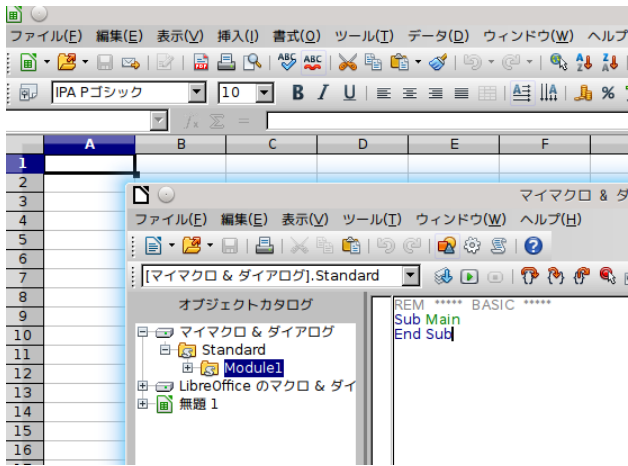 ファイル(F) 編集(E) 表示(V) 挿入(I) 書式(O) ツール(T) データ(D) ウィンドウ(W) ヘルプ
ABC ABC
IPA Pゴシック 10 B I U %
A B C D E F
1
2
3
4
5
6
7
8
9
10
11
12
13
14
15
16
マイマクロ & ダ
ファイル(F) 編集(E) 表示(V) ツール(T) ウィンドウ(W) ヘルプ(H)
[マイマクロ & ダイアログ].Standard
オブジェクトカタログ
マイマクロ & ダイアログ
Standard
Module1
LibreOffice のマクロ & ダイ
無題 1
REM ***** BASIC *****
Sub Main
End Sub